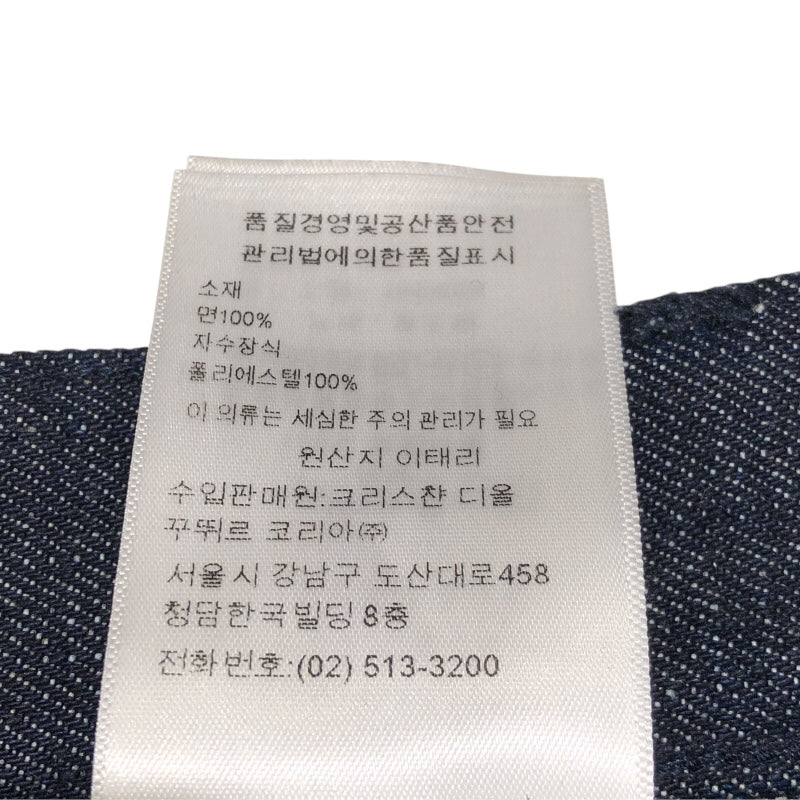 품질경영및공산품안전
관리법에의한품질표시
소재
면100%
자수장식
폴리에스텔100%
이 의류는 세심한 주의 관리가 필요
원산지 이태리
수입판매원:크리스챤 디올
꾸뛰르 코리아㈜
서울시 강남구 도산대로458
청담한국빌딩 8층
전화번호:(02) 513-3200